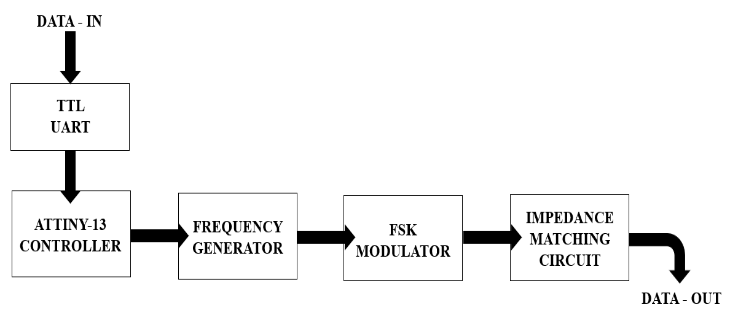 DATA - IN
TTL
UART
ATTINY-13
CONTROLLER
FREQUENCY
GENERATOR
FSK
MODULATOR
IMPEDANCE
MATCHING
CIRCUIT
DATA - OUT